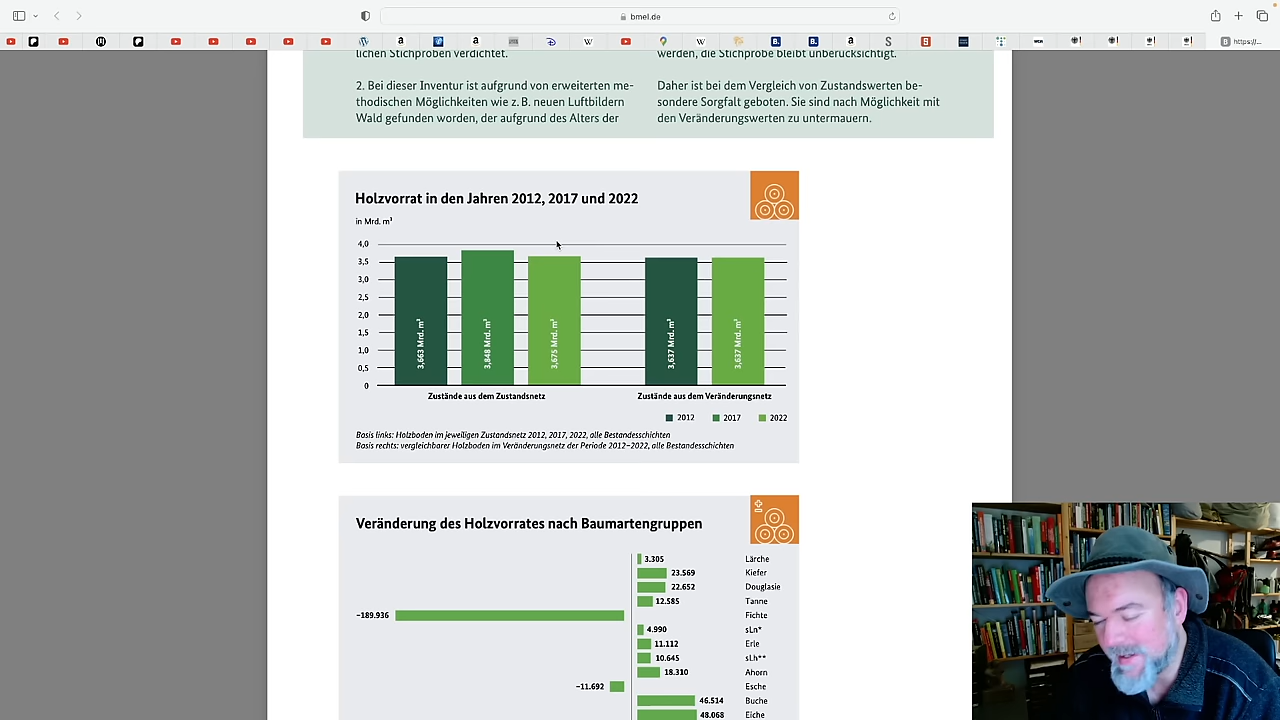 bmel.de
https://...
lichen Stichproben verdichtet.
2. Bei dieser Inventur ist aufgrund von erweiterten me-
thodischen Möglichkeiten wie z. B. neuen Luftbildern
Wald gefunden worden, der aufgrund des Alters der
werden, die Stichprobe bleibt unberücksichtigt.
Daher ist bei dem Vergleich von Zustandswerten be-
sondere Sorgfalt geboten. Sie sind nach Möglichkeit mit
den Veränderungswerten zu untermauern.
Holzvorrat in den Jahren 2012, 2017 und 2022
in Mrd. m³
4,0
3,5
3,0
2,5
2,0
1,5
1,0
0,5
0
3,663 Mrd. m³
3,848 Mrd. m³
3,675 Mrd. m³
3,637 Mrd. m³
3,637 Mrd. m³
Zustände aus dem Zustandsnetz
Zustände aus dem Veränderungsnetz
2012 2017 2022
Basis links: Holzboden im jeweiligen Zustandsnetz 2012, 2017, 2022, alle Bestandesschichten
Basis rechts: vergleichbarer Holzboden im Veränderungsnetz der Periode 2012–2022, alle Bestandesschichten
Veränderung des Holzvorrates nach Baumartengruppen
3.305 Lärche
23.569 Kiefer
22.652 Douglasie
12.585 Tanne
−189.936 Fichte
4.990 sLn*
11.112 Erle
10.645 sLh**
18.310 Ahorn
−11.692 Esche
46.514 Buche
48.068 Eiche